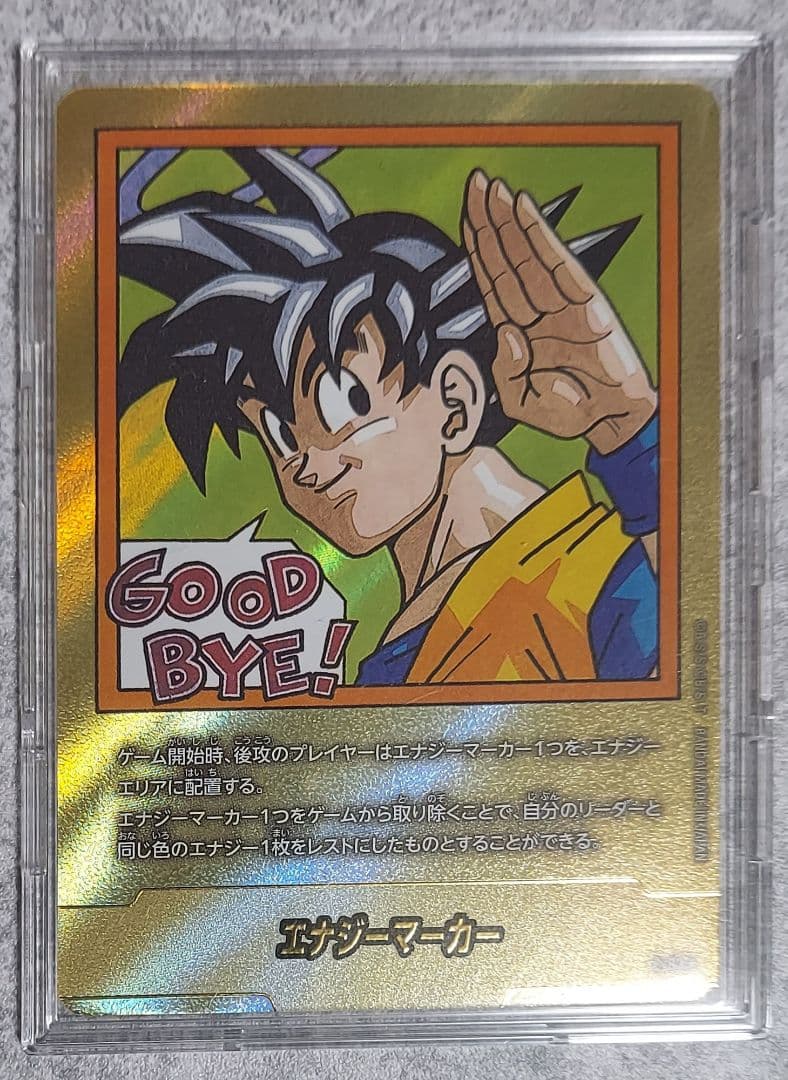 GOOD
BYE!
ゲーム開始時、後攻のプレイヤーはエナジーマーカー1つを、エナジー
エリアに配置する。
エナジーマーカー1つをゲームから取り除くことで、自分のリーダーと
同じ色のエナジー1枚をレストにしたものとすることができる。
エナジーマーカー